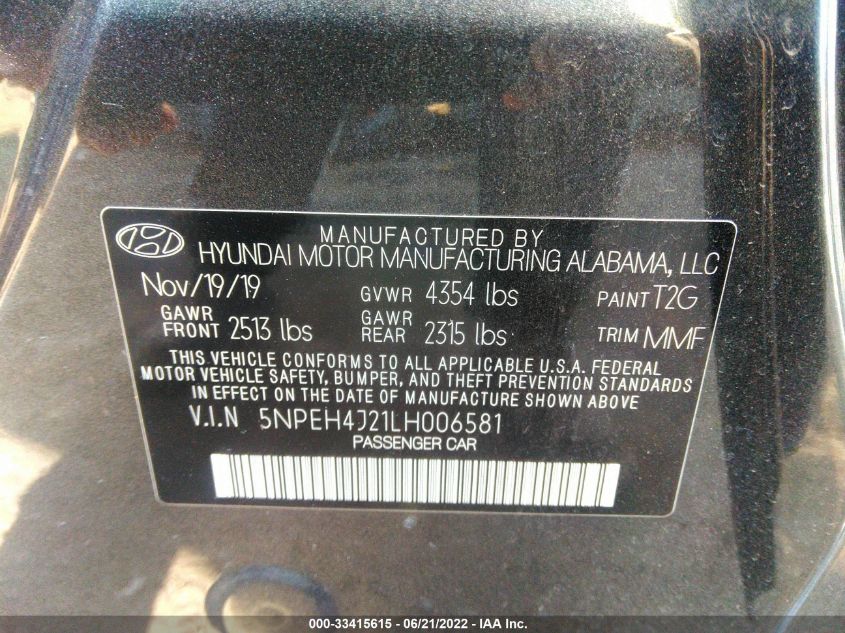 MANUFACTURED BY
HYUNDAI MOTOR MANUFACTURING ALABAMA, LLC
Nov/19/19 GVWR 4354 lbs PAINT T2G
GAWR FRONT 2513 lbs GAWR REAR 2315 lbs TRIM MMF
THIS VEHICLE CONFORMS TO ALL APPLICABLE U.S.A. FEDERAL
MOTOR VEHICLE SAFETY, BUMPER, AND THEFT PREVENTION STANDARDS
IN EFFECT ON THE DATE OF MANUFACTURE SHOWN ABOVE
V.I.N 5NPEH4J21LH006581
PASSENGER CAR
000-33415615 - 06/21/2022 - IAA Inc.